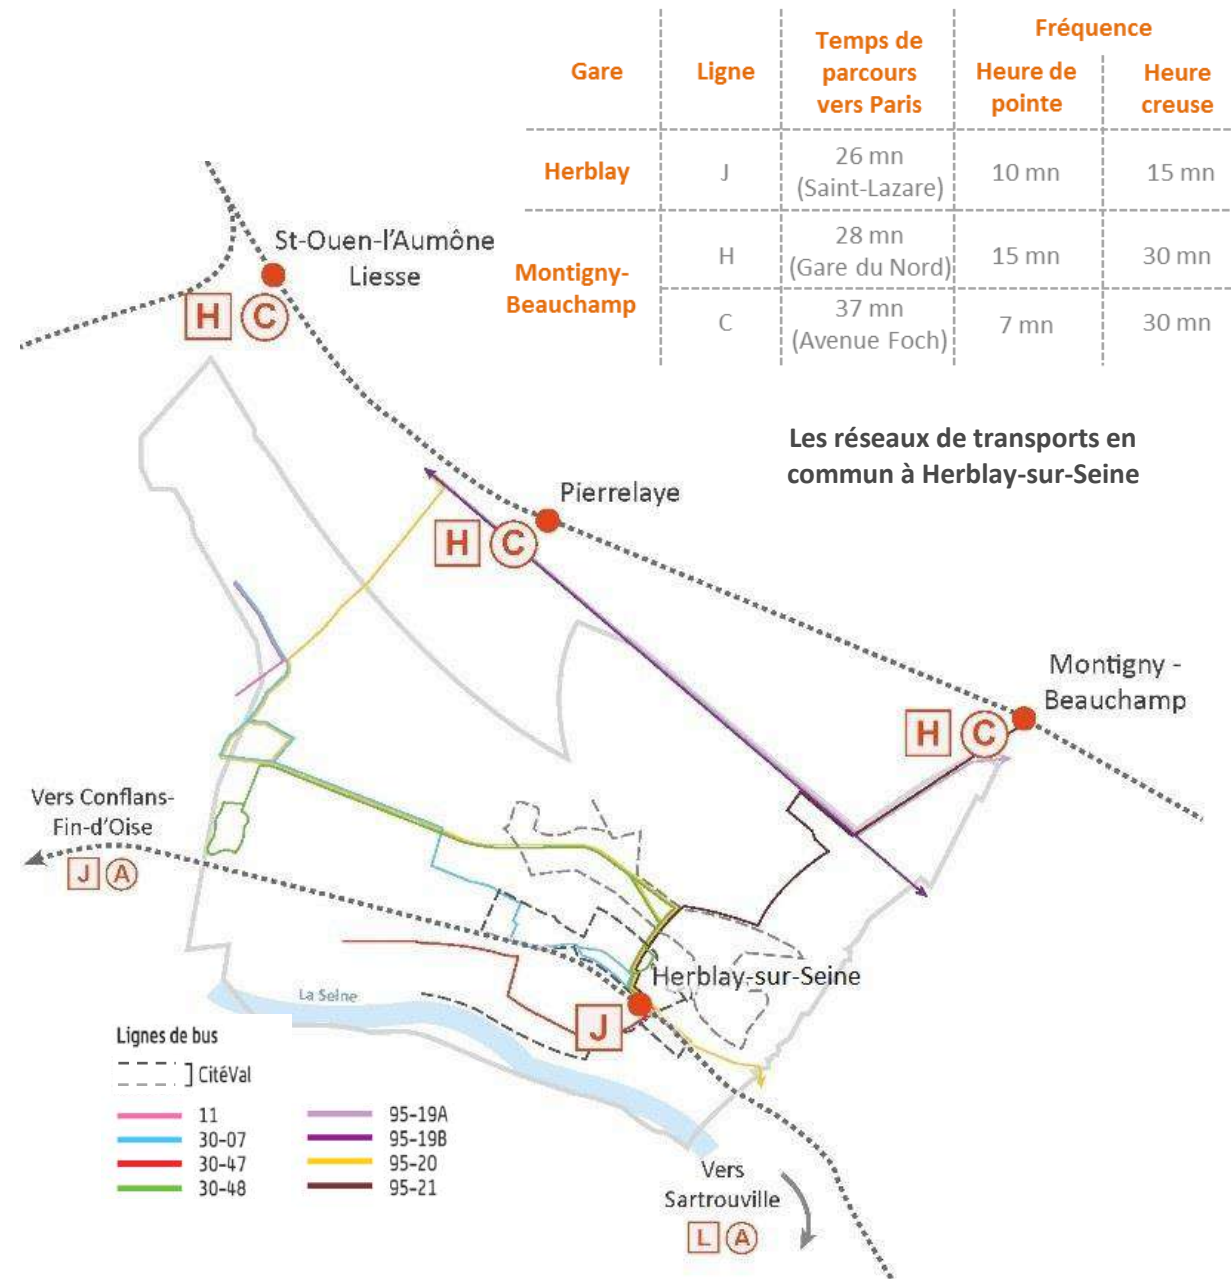 Gare
Ligne
Temps de
parcours
vers Paris
Fréquence
Heure de
pointe
Heure
creuse
Herblay
J
26 mn
(Saint-Lazare)
10 mn
15 mn
Montigny-
Beauchamp
H
28 mn
(Gare du Nord)
15 mn
30 mn
C
37 mn
(Avenue Foch)
7 mn
30 mn
St-Ouen-l'Aumône
Liesse
H C
Les réseaux de transports en
commun à Herblay-sur-Seine
Pierrelaye
H C
Montigny -
Beauchamp
H C
Vers Conflans-
Fin-d'Oise
J A
Herblay-sur-Seine
J
La Seine
Lignes de bus
CitéVal
11
30-07
30-47
30-48
95-19A
95-19B
95-20
95-21
Vers
Sartrouville
L A